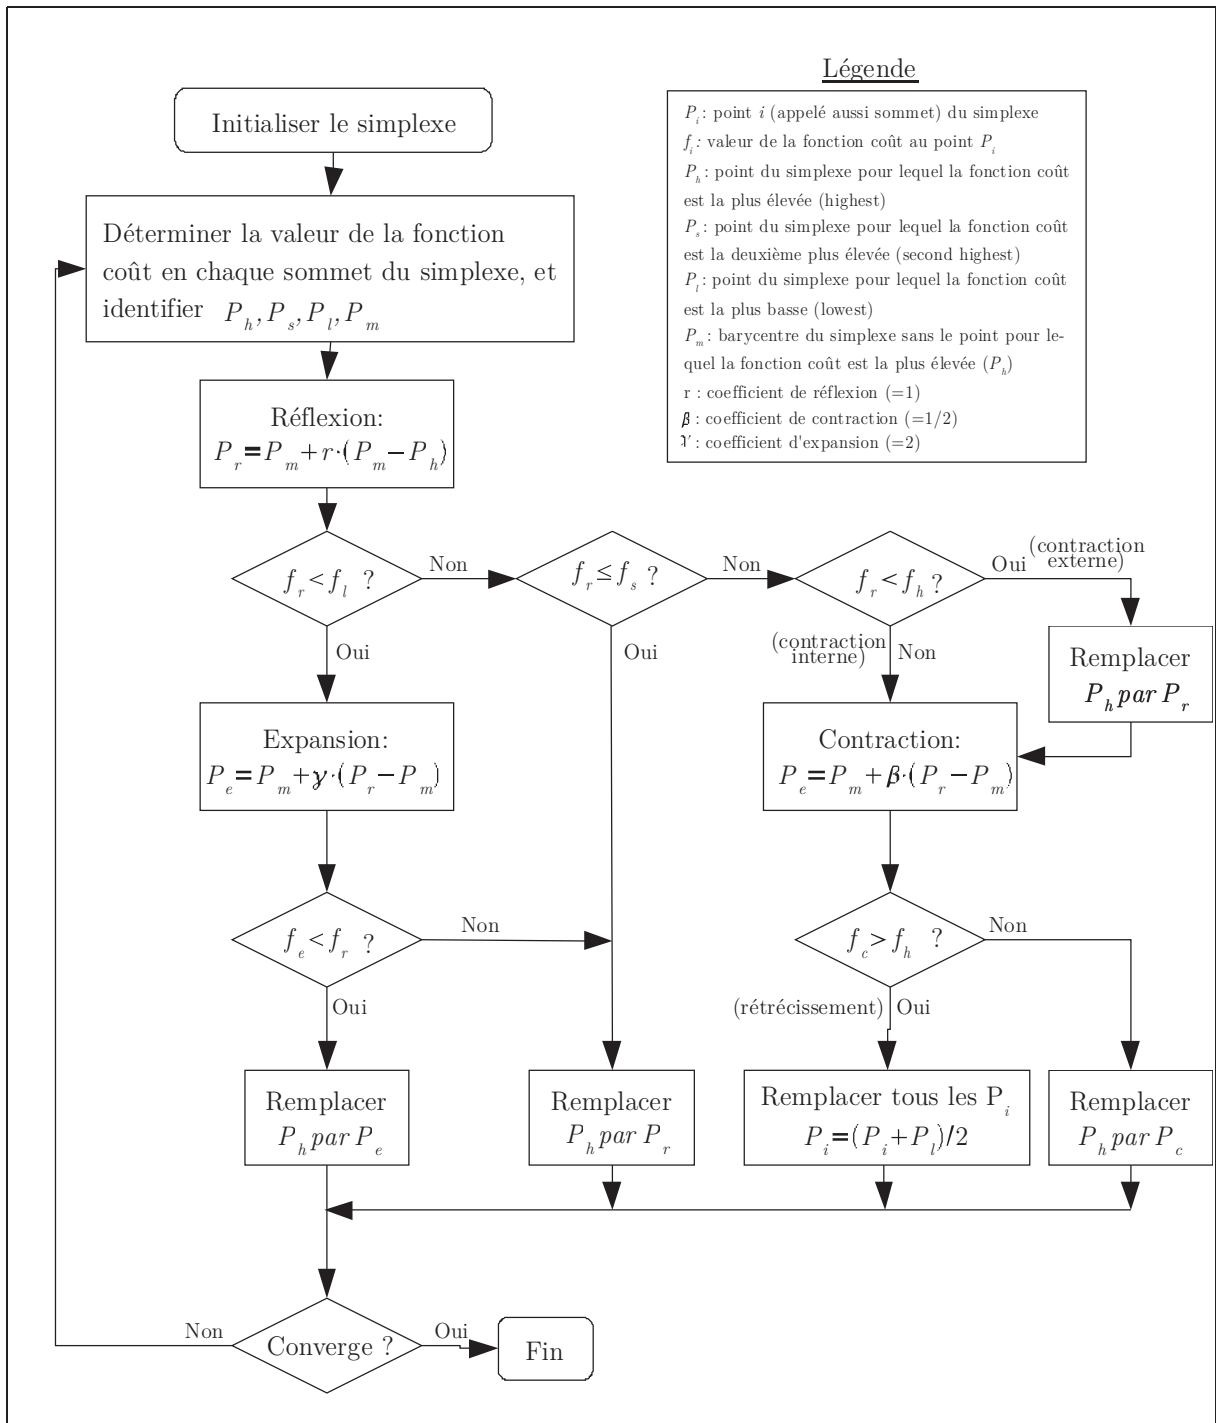 Légende
P_i : point i (appelé aussi sommet) du simplexe
f_i : valeur de la fonction coût au point P_i
P_h : point du simplexe pour lequel la fonction coût
est la plus élevée (highest)
P_s : point du simplexe pour lequel la fonction coût
est la deuxième plus élevée (second highest)
P_l : point du simplexe pour lequel la fonction coût
est la plus basse (lowest)
P_m : barycentre du simplexe sans le point pour le-
quel la fonction coût est la plus élevée (P_h)
r : coefficient de réflexion (=1)
β : coefficient de contraction (=1/2)
γ : coefficient d'expansion (=2)
Initialiser le simplexe
Déterminer la valeur de la fonction
coût en chaque sommet du simplexe, et
identifier P_h, P_s, P_l, P_m
Réflexion:
P_r = P_m + r·(P_m − P_h)
f_r < f_l ?
Non
f_r ≤ f_s ?
Non
f_r < f_h ?
Oui
(contraction
externe)
Oui
Oui
(contraction
interne)
Non
Remplacer
P_h par P_r
Expansion:
P_e = P_m + γ·(P_r − P_m)
Contraction:
P_e = P_m + β·(P_r − P_m)
f_e < f_r ?
Non
f_c > f_h ?
Non
Oui
(rétrécissement)
Oui
Remplacer
P_h par P_e
Remplacer
P_h par P_r
Remplacer tous les P_i
P_i = (P_i + P_l)/2
Remplacer
P_h par P_c
Non
Converge ?
Oui
Fin